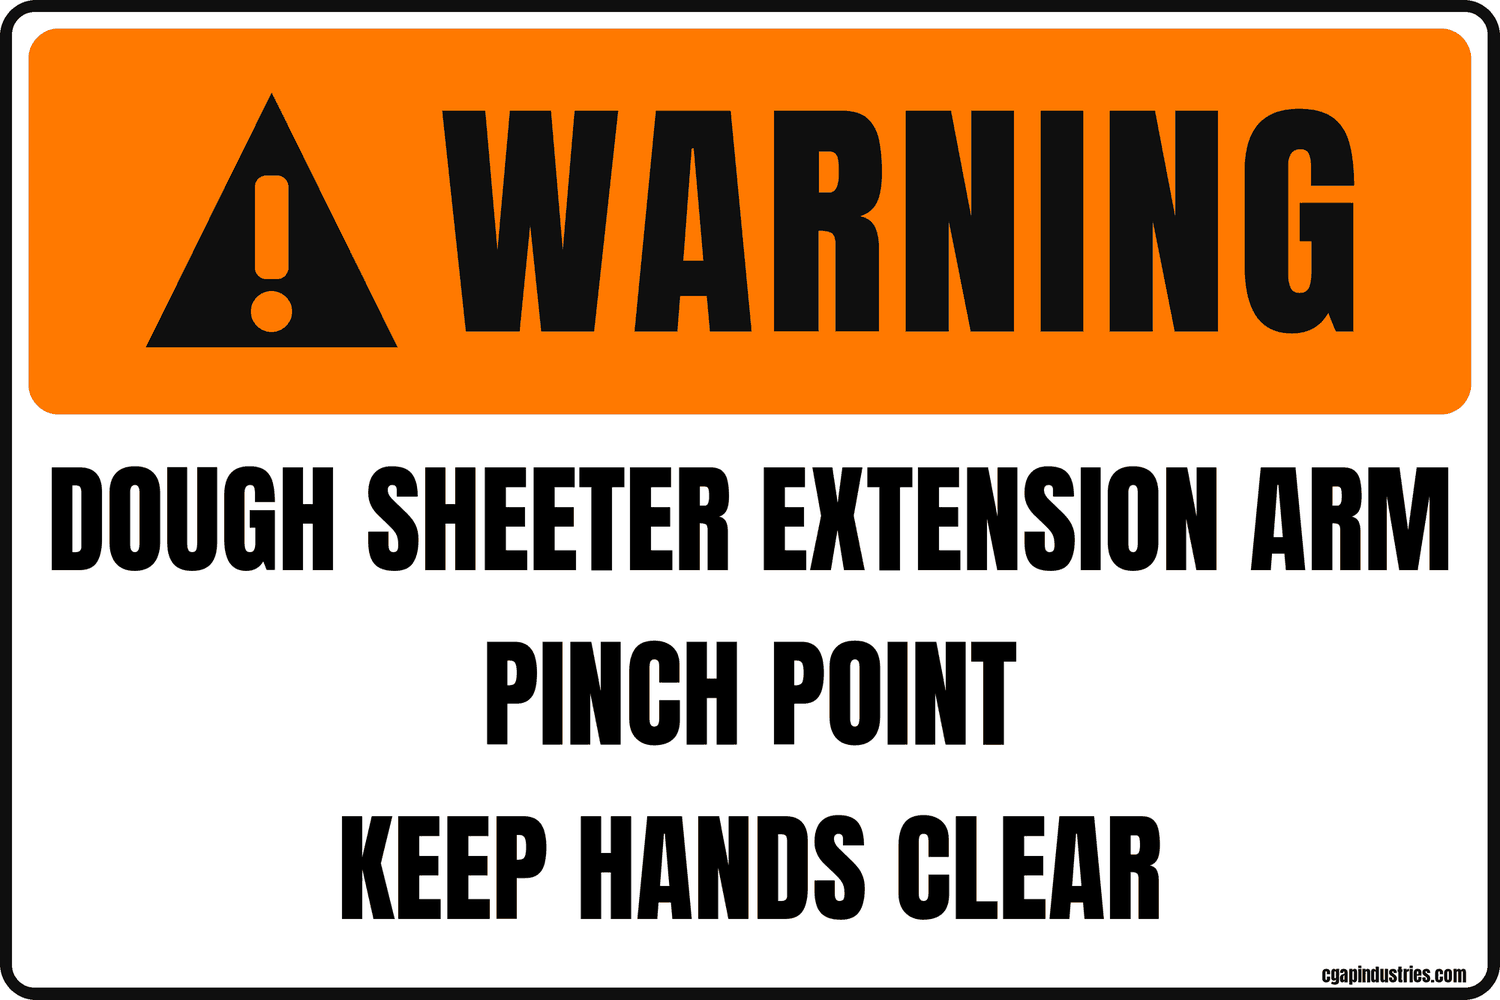 WARNING
DOUGH SHEETER EXTENSION ARM
PINCH POINT
KEEP HANDS CLEAR
cgapindustries.com